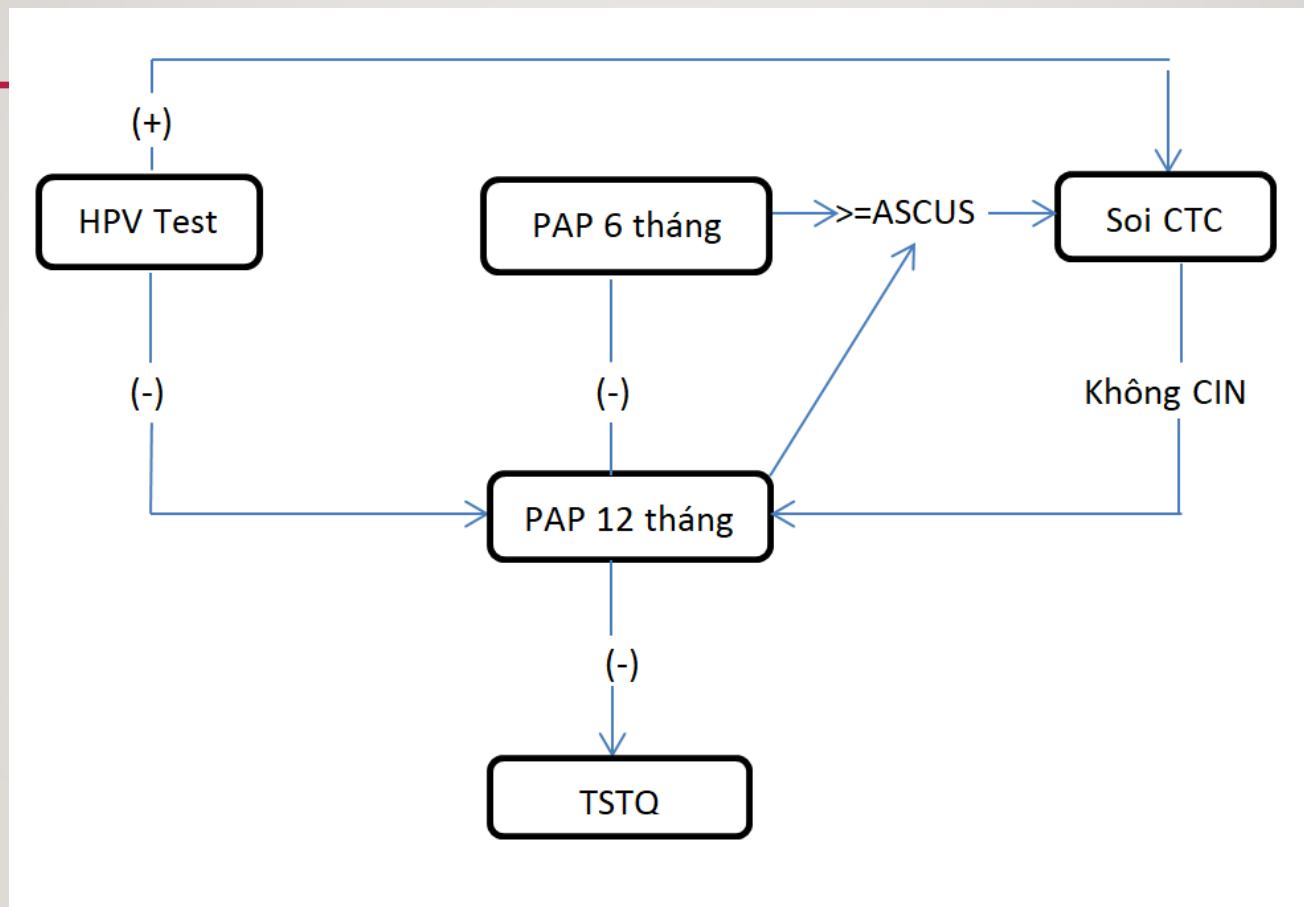 (+)
HPV Test
PAP 6 tháng
>=ASCUS
Soi CTC
(-)
(-)
Không CIN
PAP 12 tháng
(-)
TSTQ